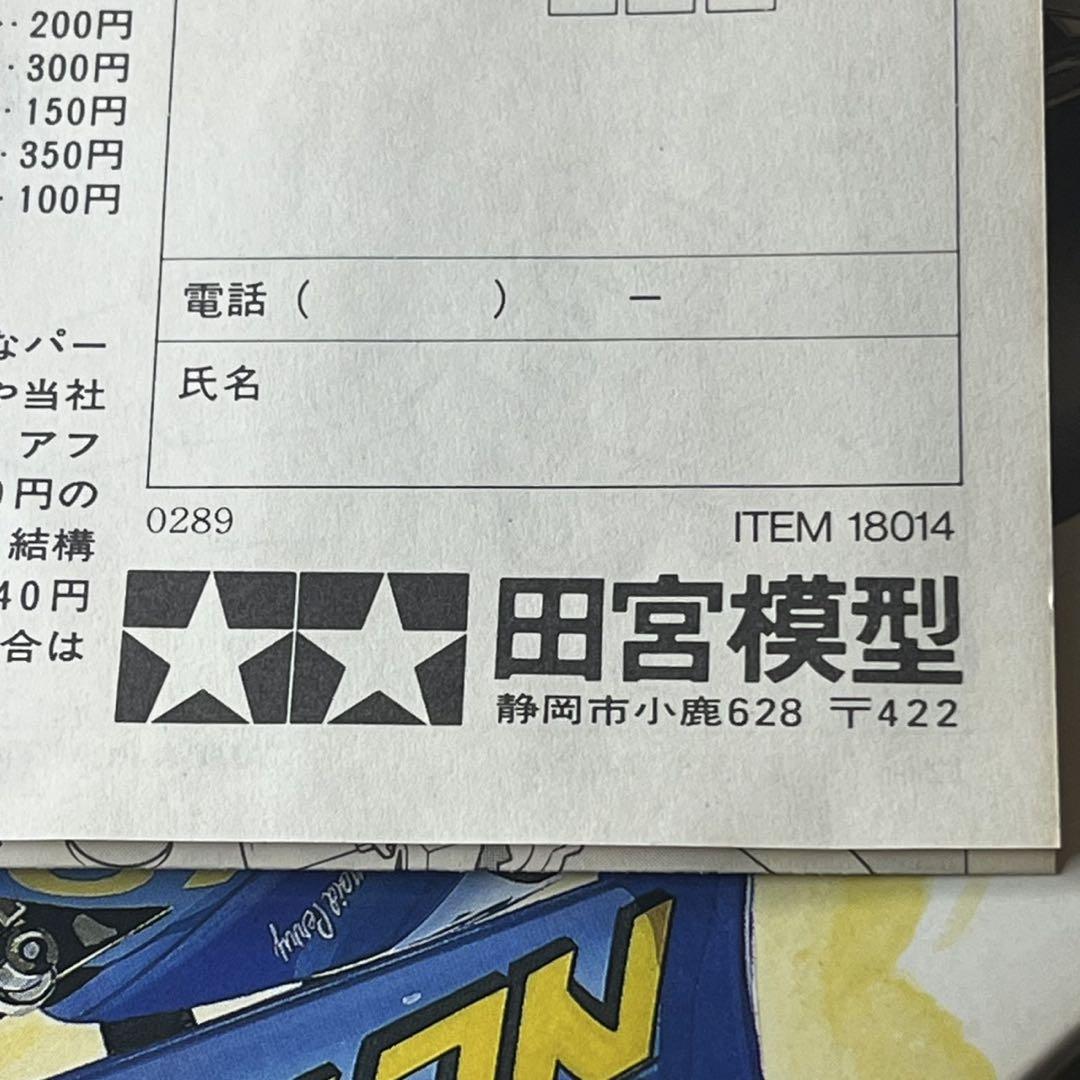 200円
300円
150円
350円
100円
なパー
や当社
アフ
円の
結構
40円
合は
電話 ( ) ー
氏名
0289
ITEM 18014
田宮模型
静岡市小鹿628 〒422